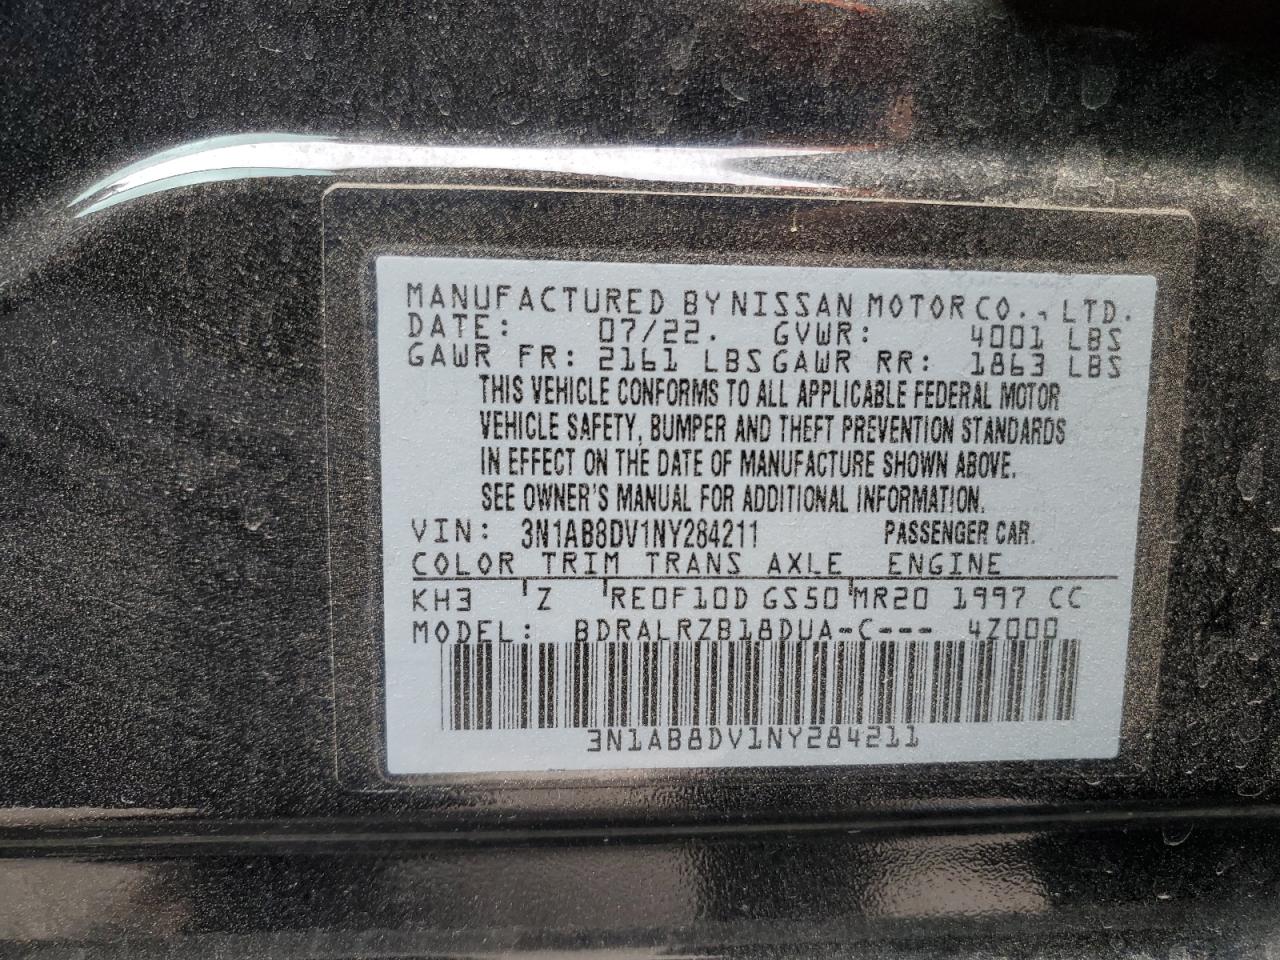 MANUFACTURED BY NISSAN MOTOR CO., LTD.
DATE: 07/22. GVWR: 4001 LBS
GAWR FR: 2161 LBS GAWR RR: 1863 LBS
THIS VEHICLE CONFORMS TO ALL APPLICABLE FEDERAL MOTOR
VEHICLE SAFETY, BUMPER AND THEFT PREVENTION STANDARDS
IN EFFECT ON THE DATE OF MANUFACTURE SHOWN ABOVE.
SEE OWNER'S MANUAL FOR ADDITIONAL INFORMATION.
VIN: 3N1AB8DV1NY284211 PASSENGER CAR.
COLOR TRIM TRANS AXLE ENGINE
KH3 Z RE0F10D GS50 MR20 1997 CC
MODEL: BDRALRZB18DUA-C--- 4Z000
3N1AB8DV1NY284211